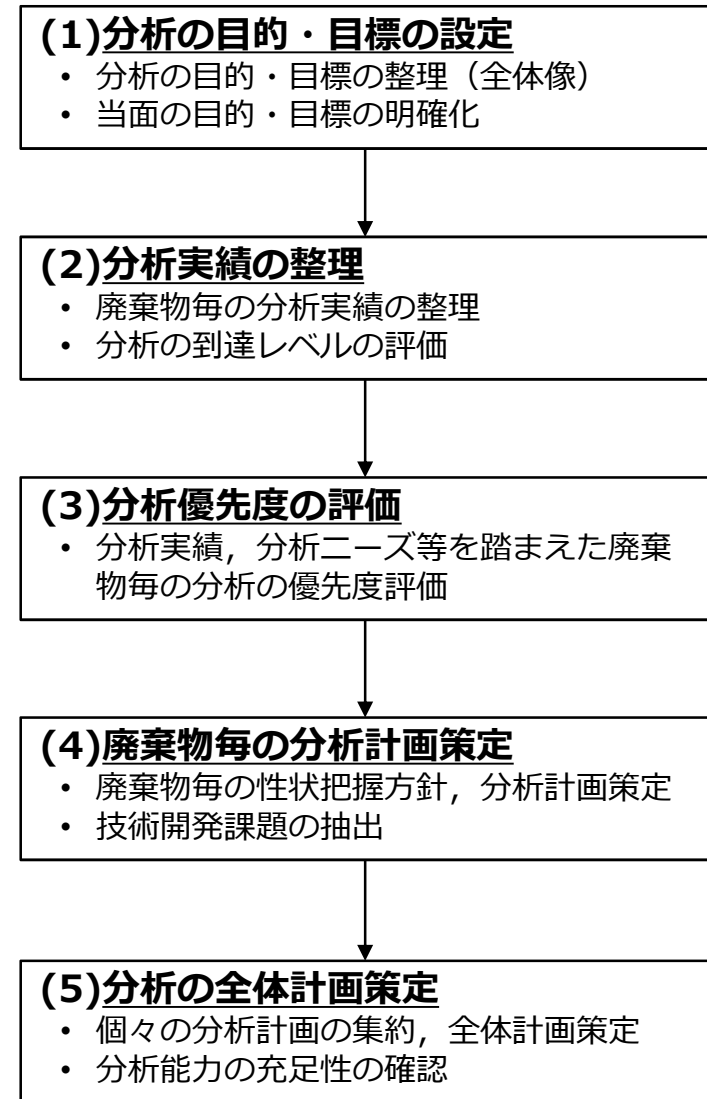 (1)分析の目的・目標の設定
• 分析の目的・目標の整理（全体像）
• 当面の目的・目標の明確化
(2)分析実績の整理
• 廃棄物毎の分析実績の整理
• 分析の到達レベルの評価
(3)分析優先度の評価
• 分析実績，分析ニーズ等を踏まえた廃棄
物毎の分析の優先度評価
(4)廃棄物毎の分析計画策定
• 廃棄物毎の性状把握方針，分析計画策定
• 技術開発課題の抽出
(5)分析の全体計画策定
• 個々の分析計画の集約，全体計画策定
• 分析能力の充足性の確認